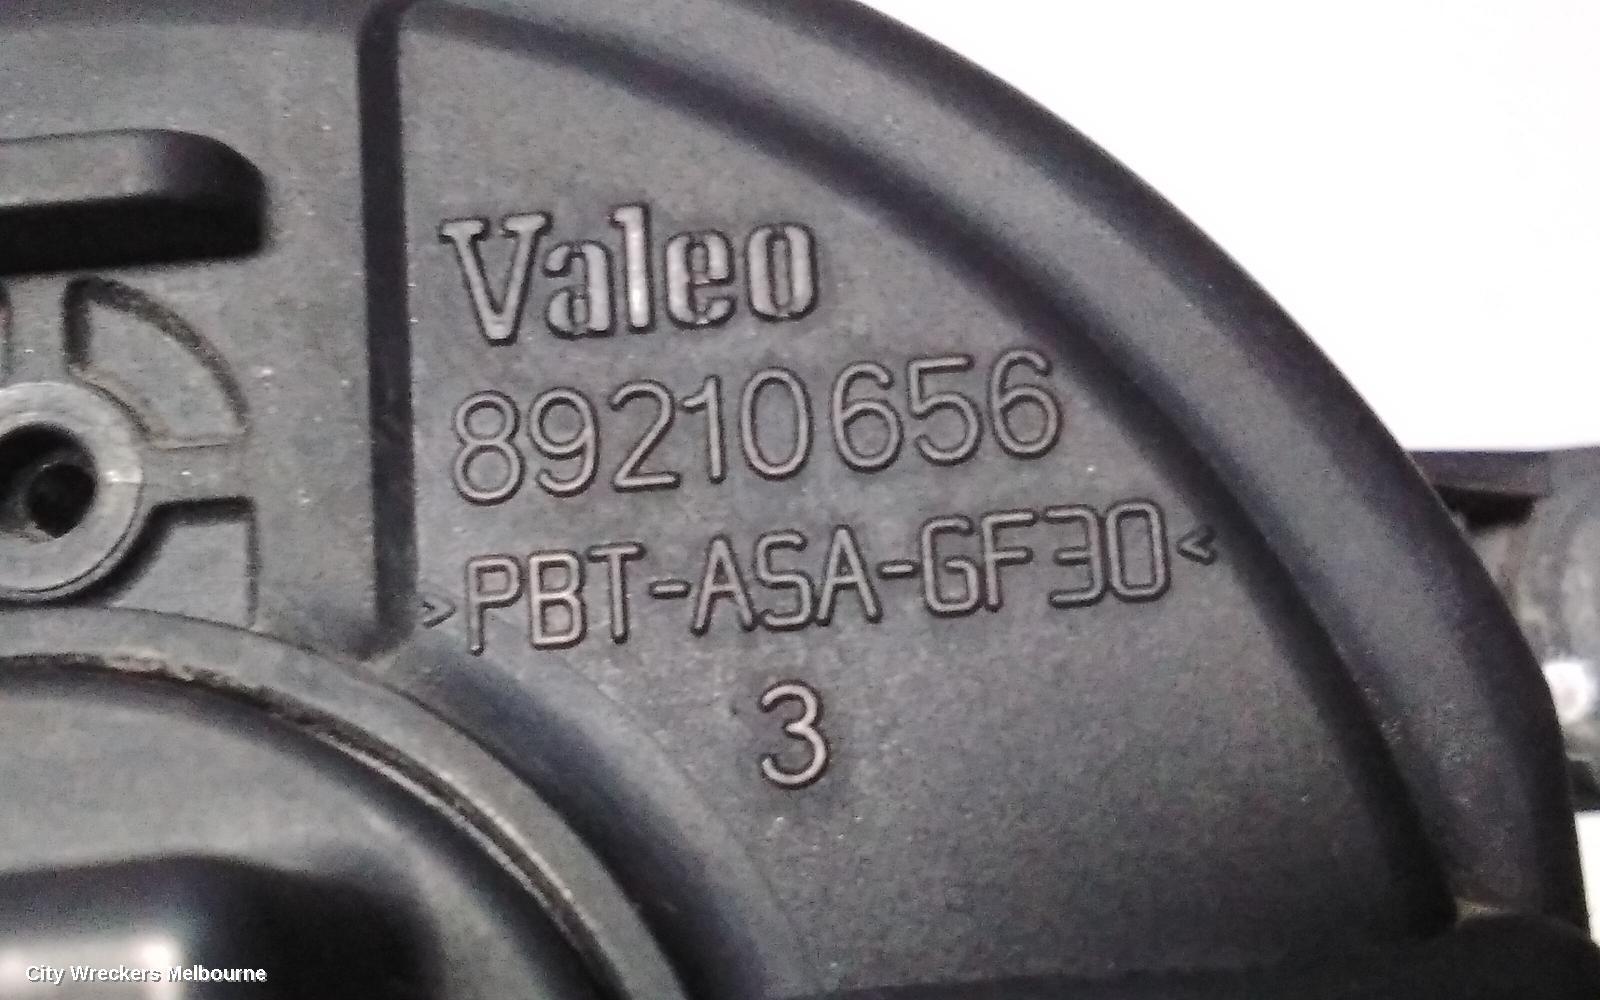 Valeo
89210656
>PBT-ASA-GF30<
3
City Wreckers Melbourne